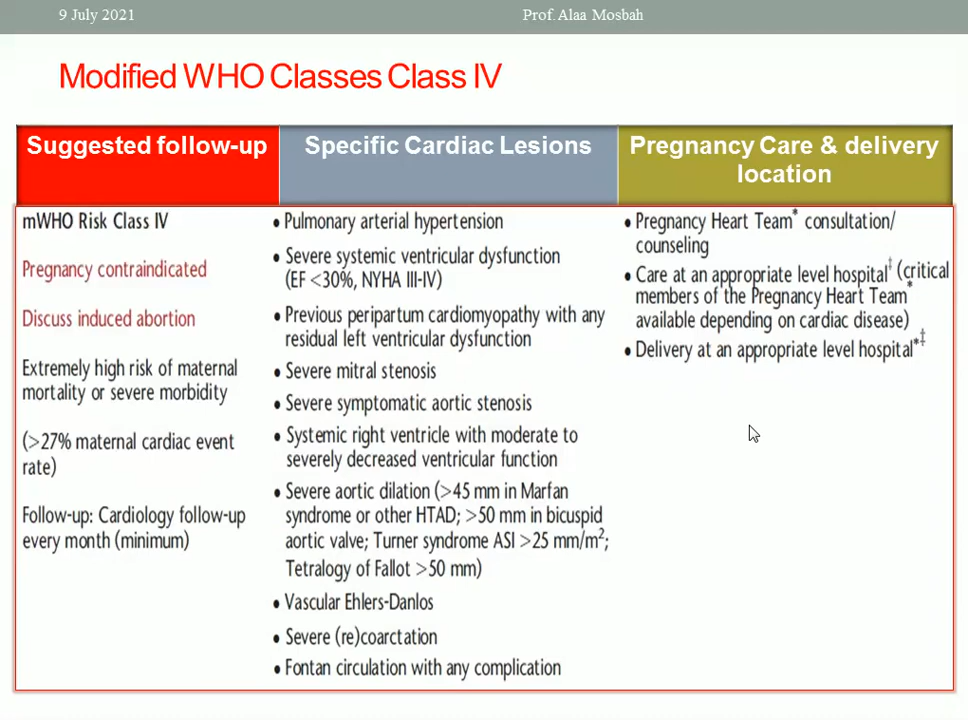 9 July 2021
Prof. Alaa Mosbah
Modified WHO Classes Class IV
Suggested follow-up
Specific Cardiac Lesions
Pregnancy Care & delivery
location
mWHO Risk Class IV
Pregnancy contraindicated
Discuss induced abortion
Extremely high risk of maternal
mortality or severe morbidity
(>27% maternal cardiac event
rate)
Follow-up: Cardiology follow-up
every month (minimum)
• Pulmonary arterial hypertension
• Severe systemic ventricular dysfunction
(EF <30%, NYHA III-IV)
• Previous peripartum cardiomyopathy with any
residual left ventricular dysfunction
• Severe mitral stenosis
• Severe symptomatic aortic stenosis
• Systemic right ventricle with moderate to
severely decreased ventricular function
• Severe aortic dilation (>45 mm in Marfan
syndrome or other HTAD; >50 mm in bicuspid
aortic valve; Turner syndrome ASI >25 mm/m²;
Tetralogy of Fallot >50 mm)
• Vascular Ehlers-Danlos
• Severe (re)coarctation
• Fontan circulation with any complication
• Pregnancy Heart Team* consultation/
counseling
• Care at an appropriate level hospital† (critical
members of the Pregnancy Heart Team*
available depending on cardiac disease)
• Delivery at an appropriate level hospital*‡